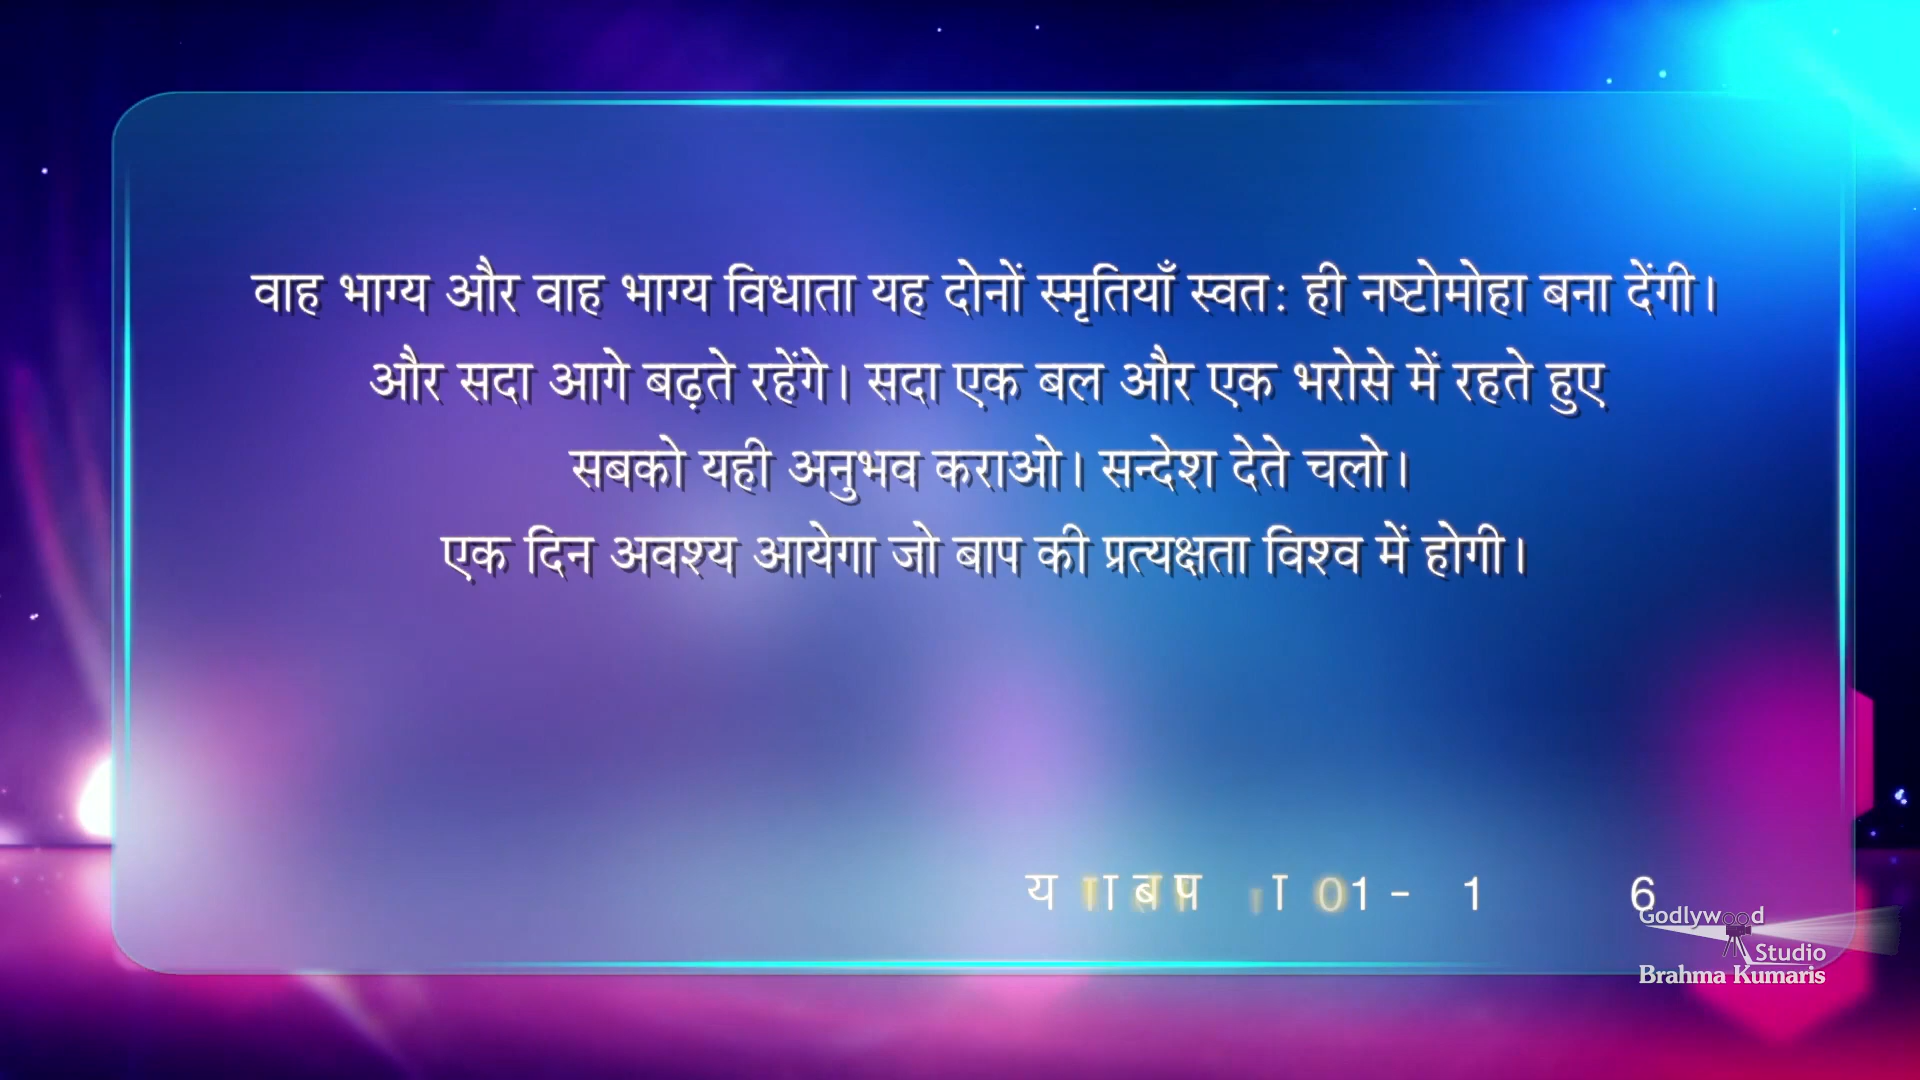 वाह भाग्य और वाह भाग्य विधाता यह दोनों स्मृतियाँ स्वतः ही नष्टोमोहा बना देंगी।
और सदा आगे बढ़ते रहेंगे। सदा एक बल और एक भरोसे में रहते हुए
सबको यही अनुभव कराओ। सन्देश देते चलो।
एक दिन अवश्य आयेगा जो बाप की प्रत्यक्षता विश्व में होगी।
Godlywood
Studio
Brahma Kumaris